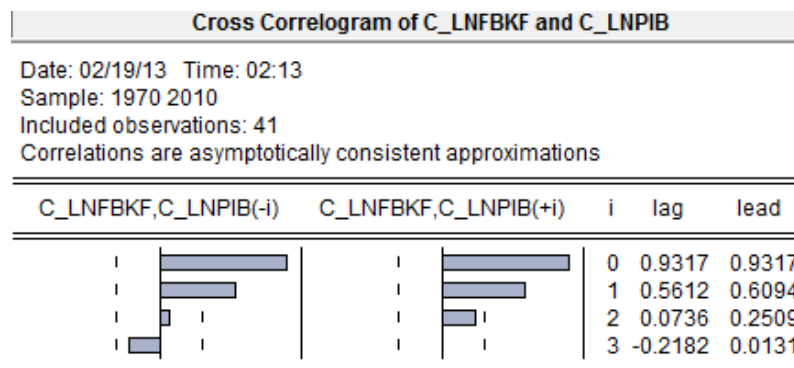 Cross Correlogram of C_LNFBKF and C_LNPIB
Date: 02/19/13 Time: 02:13
Sample: 1970 2010
Included observations: 41
Correlations are asymptotically consistent approximations
C_LNFBKF,C_LNPIB(-i) C_LNFBKF,C_LNPIB(+i) i lag lead
0 0.9317 0.9317
1 0.5612 0.6094
2 0.0736 0.2509
3 -0.2182 0.0131